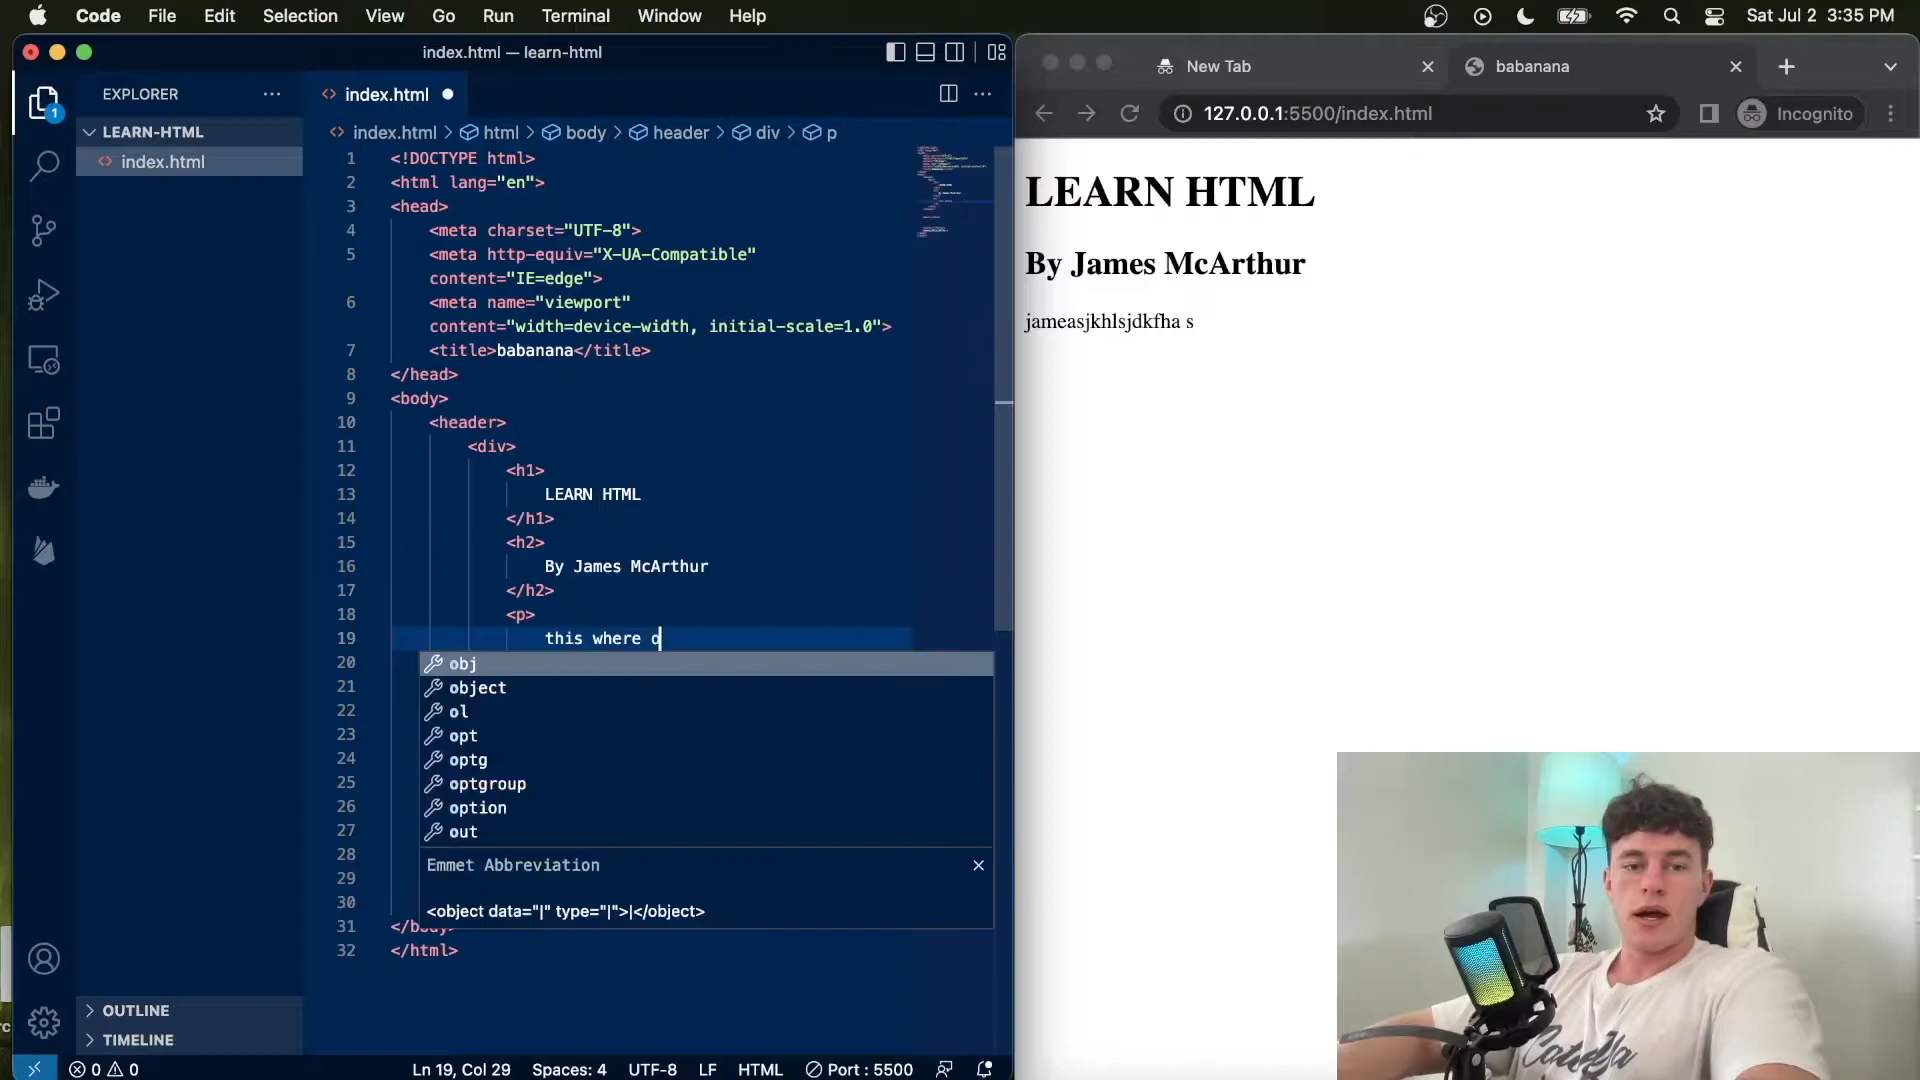 Code File Edit Selection View Go Run Terminal Window Help
Sat Jul 2 3:35 PM
index.html — learn-html
EXPLORER
1
LEARN-HTML
index.html
OUTLINE
TIMELINE
index.html
index.html > html > body > header > div > p
1 <!DOCTYPE html>
2 <html lang="en">
3 <head>
4 <meta charset="UTF-8">
5 <meta http-equiv="X-UA-Compatible"
content="IE=edge">
6 <meta name="viewport"
content="width=device-width, initial-scale=1.0">
7 <title>babanana</title>
8 </head>
9 <body>
10 <header>
11 <div>
12 <h1>
13 LEARN HTML
14 </h1>
15 <h2>
16 By James McArthur
17 </h2>
18 <p>
19 this where o
20 obj
21 object
22 ol
23 opt
24 optg
25 optgroup
26 option
27 out
28 Emmet Abbreviation
29
30 <object data="|" type="|">|</object>
31 </body>
32 </html>
0 0
Ln 19, Col 29 Spaces: 4 UTF-8 LF HTML Port : 5500
New Tab
babanana
127.0.0.1:5500/index.html
Incognito
LEARN HTML
By James McArthur
jameasjkhlsjdkfha s